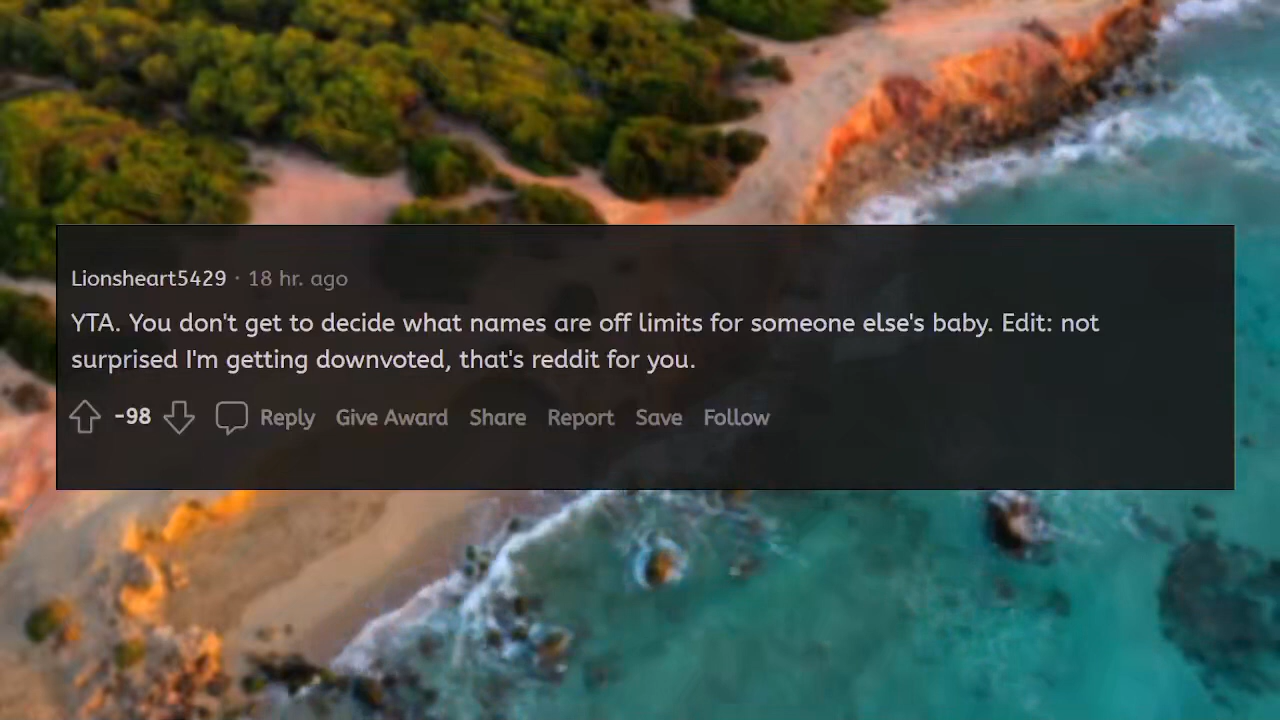 Lionsheart5429 · 18 hr. ago
YTA. You don't get to decide what names are off limits for someone else's baby. Edit: not
surprised I'm getting downvoted, that's reddit for you.
-98 Reply Give Award Share Report Save Follow